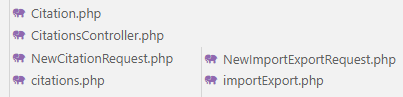 Citation.php
CitationsController.php
NewCitationRequest.php
citations.php
NewImportExportRequest.php
importExport.php